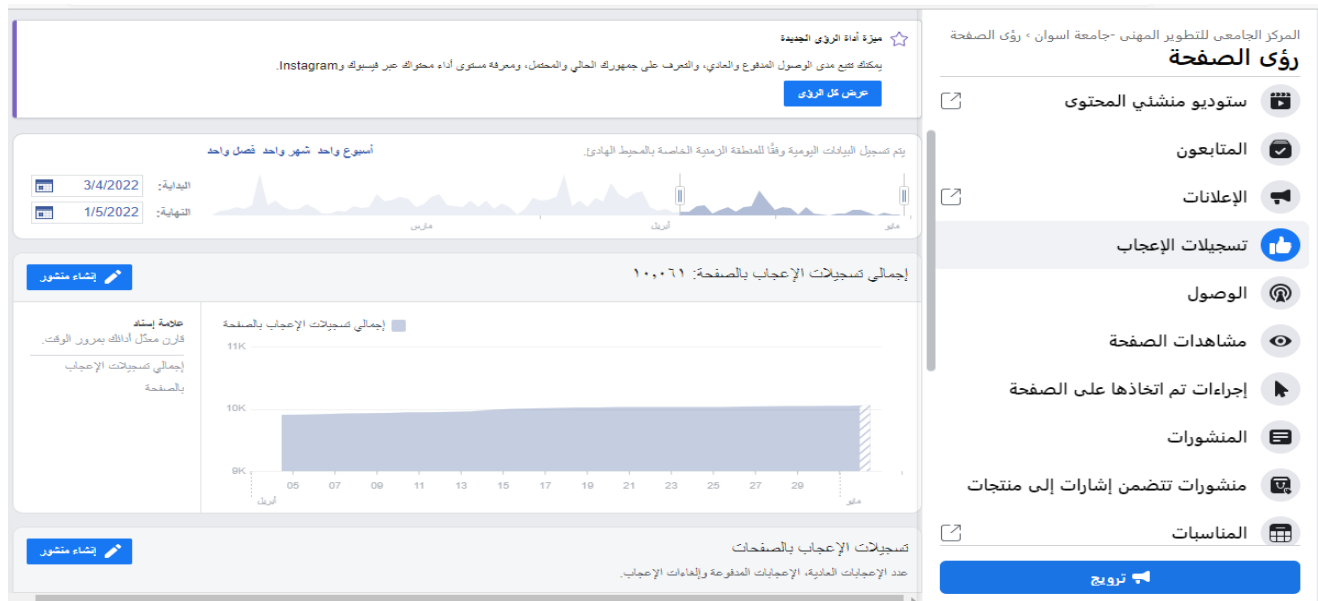 المركز الجامعى للتطوير المهنى -جامعة اسوان › رؤى الصفحة
رؤى الصفحة
ستوديو منشئي المحتوى
المتابعون
الإعلانات
تسجيلات الإعجاب
الوصول
مشاهدات الصفحة
إجراءات تم اتخاذها على الصفحة
المنشورات
منشورات تتضمن إشارات إلى منتجات
المناسبات
ترويج
ميزة أداة الرؤى الجديدة
يمكنك تتبع مدى الوصول المدفوع والعادي، والتعرف على جمهورك الحالي والمحتمل، ومعرفة مستوى أداء محتواك عبر فيسبوك وInstagram.
عرض كل الرؤى
يتم تسجيل البيانات اليومية وفقًا للمنطقة الزمنية الخاصة بالمحيط الهادئ.
أسبوع واحد شهر واحد فصل واحد
البداية: 3/4/2022
النهاية: 1/5/2022
مارس
أبريل
مايو
إجمالي تسجيلات الإعجاب بالصفحة: ١٠,٠٦١
إنشاء منشور
إجمالي تسجيلات الإعجاب بالصفحة
علامة إسناد
قارن معدّل أدائك بمرور الوقت.
إجمالي تسجيلات الإعجاب
بالصفحة
11K
10K
9K
05 07 09 11 13 15 17 19 21 23 25 27 29
أبريل
مايو
تسجيلات الإعجاب بالصفحات
إنشاء منشور
عدد الإعجابات العادية، الإعجابات المدفوعة وإلغاءات الإعجاب.